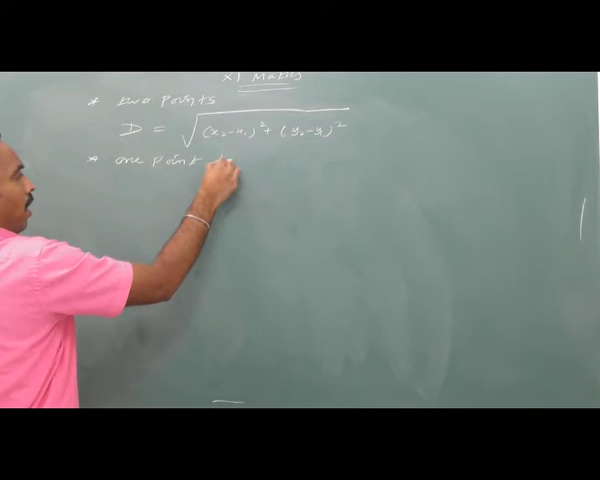 XI Maths
* two points
D = √(x₂-x₁)² + (y₂-y₁)²
* one point